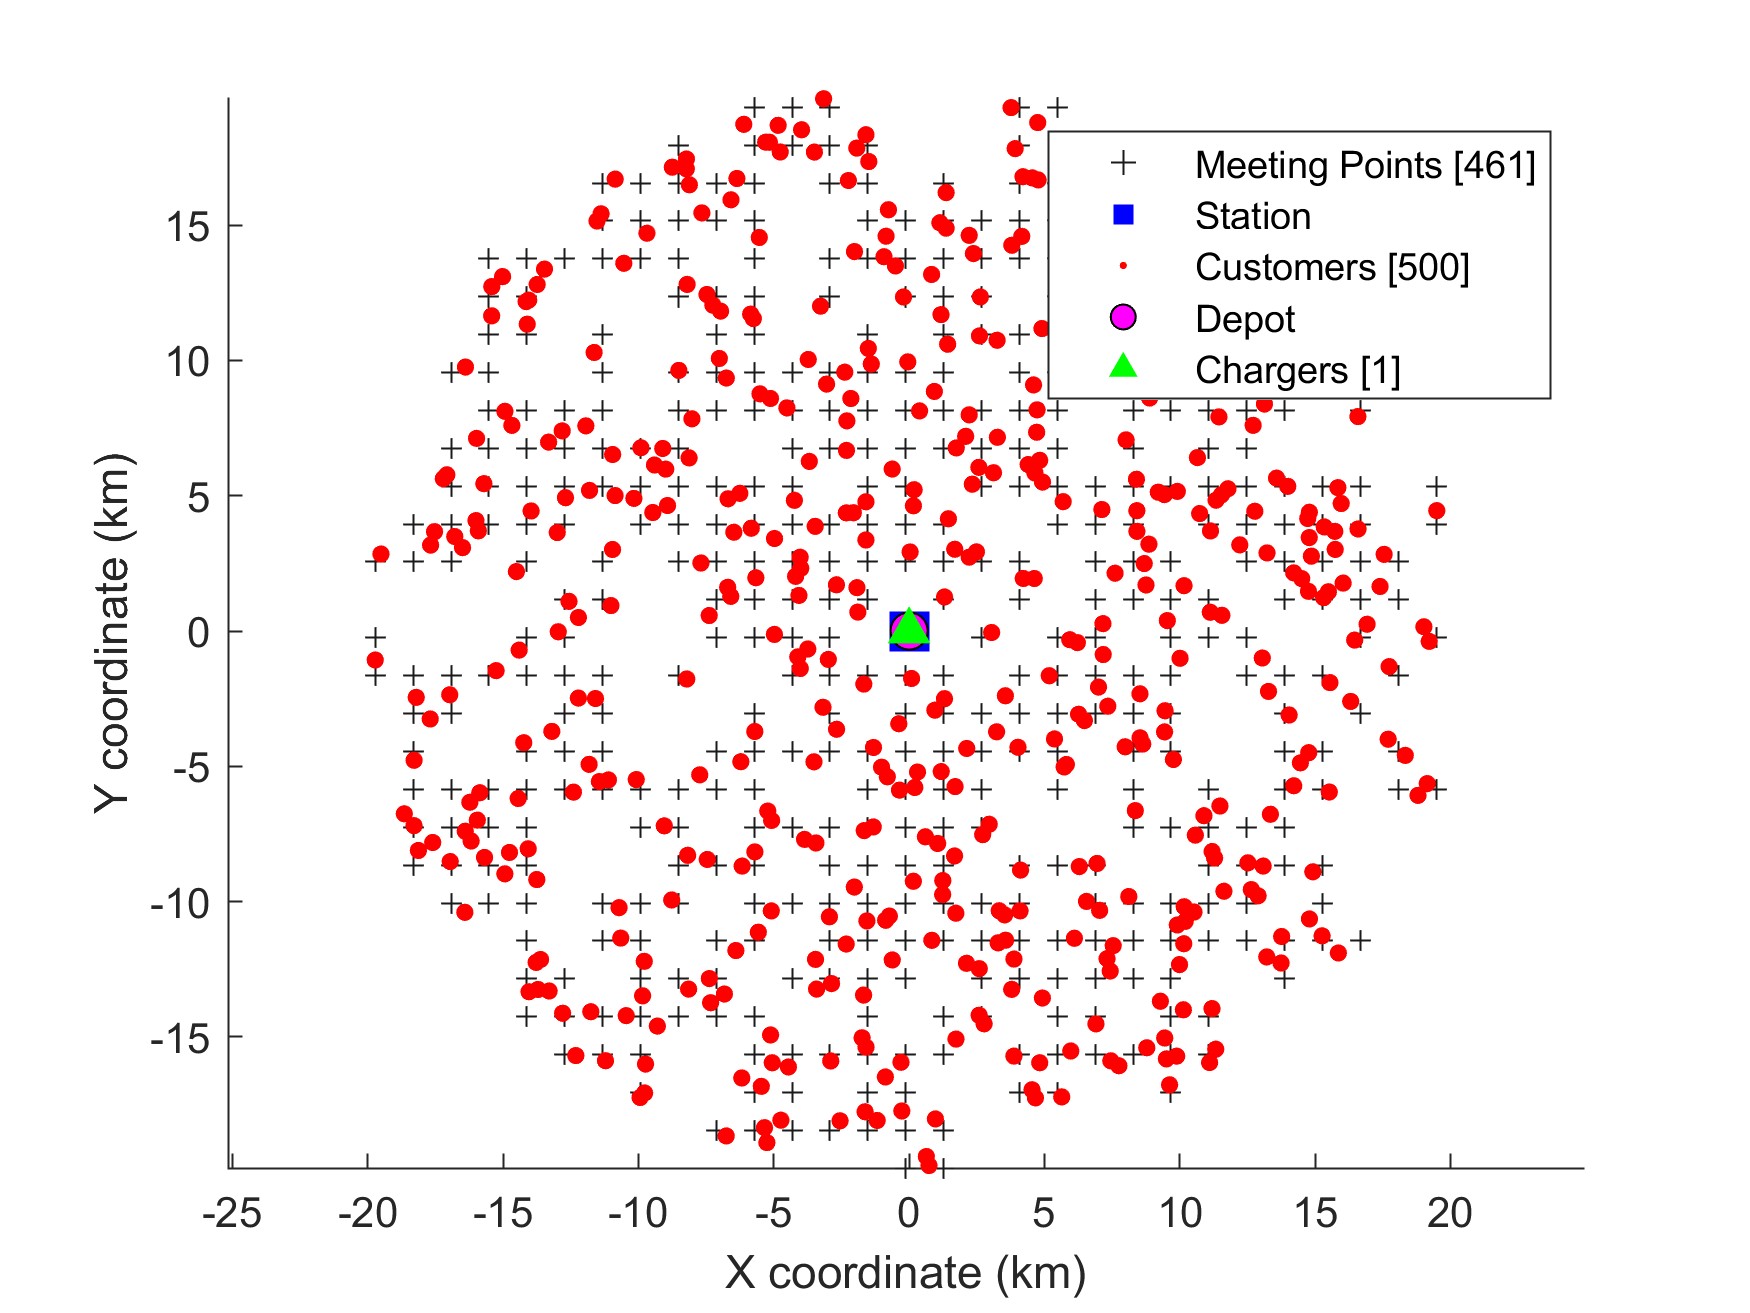 Meeting Points [461]
Station
Customers [500]
Depot
Chargers [1]
15
10
5
0
-5
-10
-15
Y coordinate (km)
-25 -20 -15 -10 -5 0 5 10 15 20
X coordinate (km)